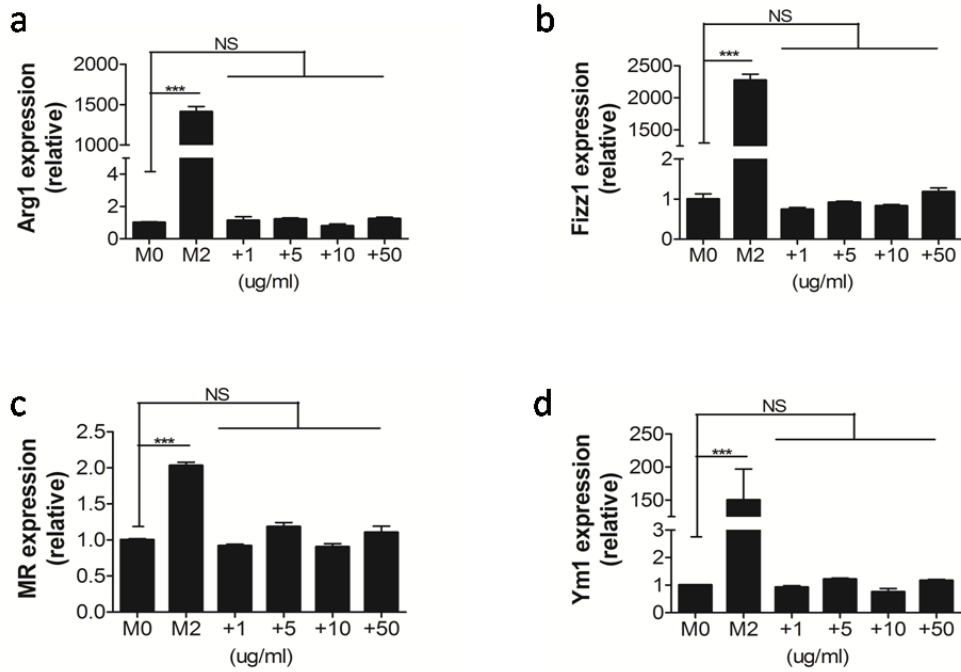 a
NS
***
Arg1 expression
(relative)
2000
1500
1000
4
2
0
M0 M2 +1 +5 +10 +50
(ug/ml)
b
NS
***
Fizz1 expression
(relative)
2500
2000
1500
2
1
0
M0 M2 +1 +5 +10 +50
(ug/ml)
c
NS
***
MR expression
(relative)
2.5
2.0
1.5
1.0
0.5
0.0
M0 M2 +1 +5 +10 +50
(ug/ml)
d
NS
***
Ym1 expression
(relative)
250
200
150
3
2
1
0
M0 M2 +1 +5 +10 +50
(ug/ml)